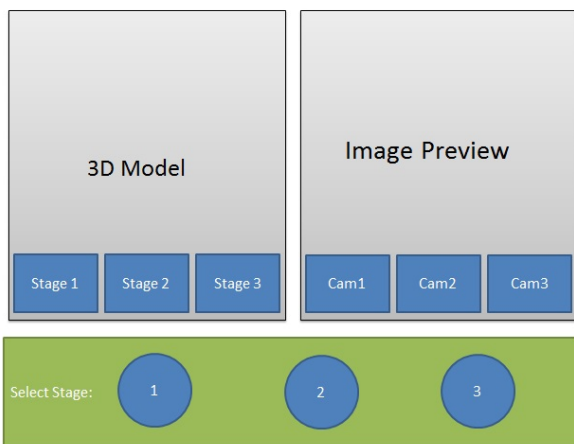 3D Model
Stage 1
Stage 2
Stage 3
Image Preview
Cam1
Cam2
Cam3
Select Stage:
1
2
3